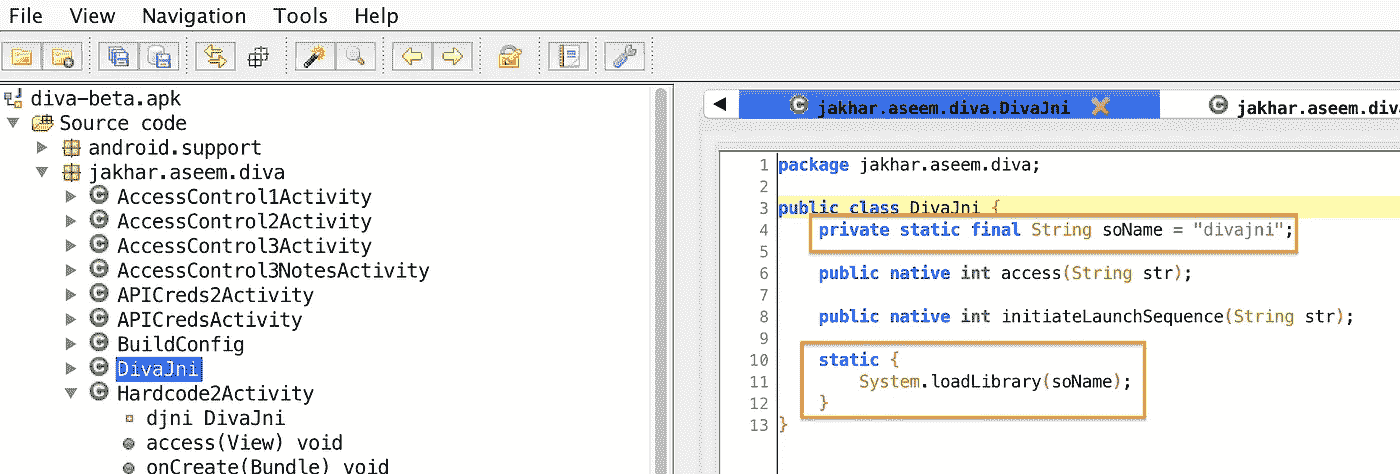 File View Navigation Tools Help
diva-beta.apk
Source code
android.support
jakhar.aseem.diva
AccessControl1Activity
AccessControl2Activity
AccessControl3Activity
AccessControl3NotesActivity
APICreds2Activity
APICredsActivity
BuildConfig
DivaJni
Hardcode2Activity
djni DivaJni
access(View) void
onCreate(Bundle) void
jakhar.aseem.diva.DivaJni
jakhar.aseem.diva
1 package jakhar.aseem.diva;
2
3 public class DivaJni {
4 private static final String soName = "divajni";
5
6 public native int access(String str);
7
8 public native int initiateLaunchSequence(String str);
9
10 static {
11 System.loadLibrary(soName);
12 }
13 }